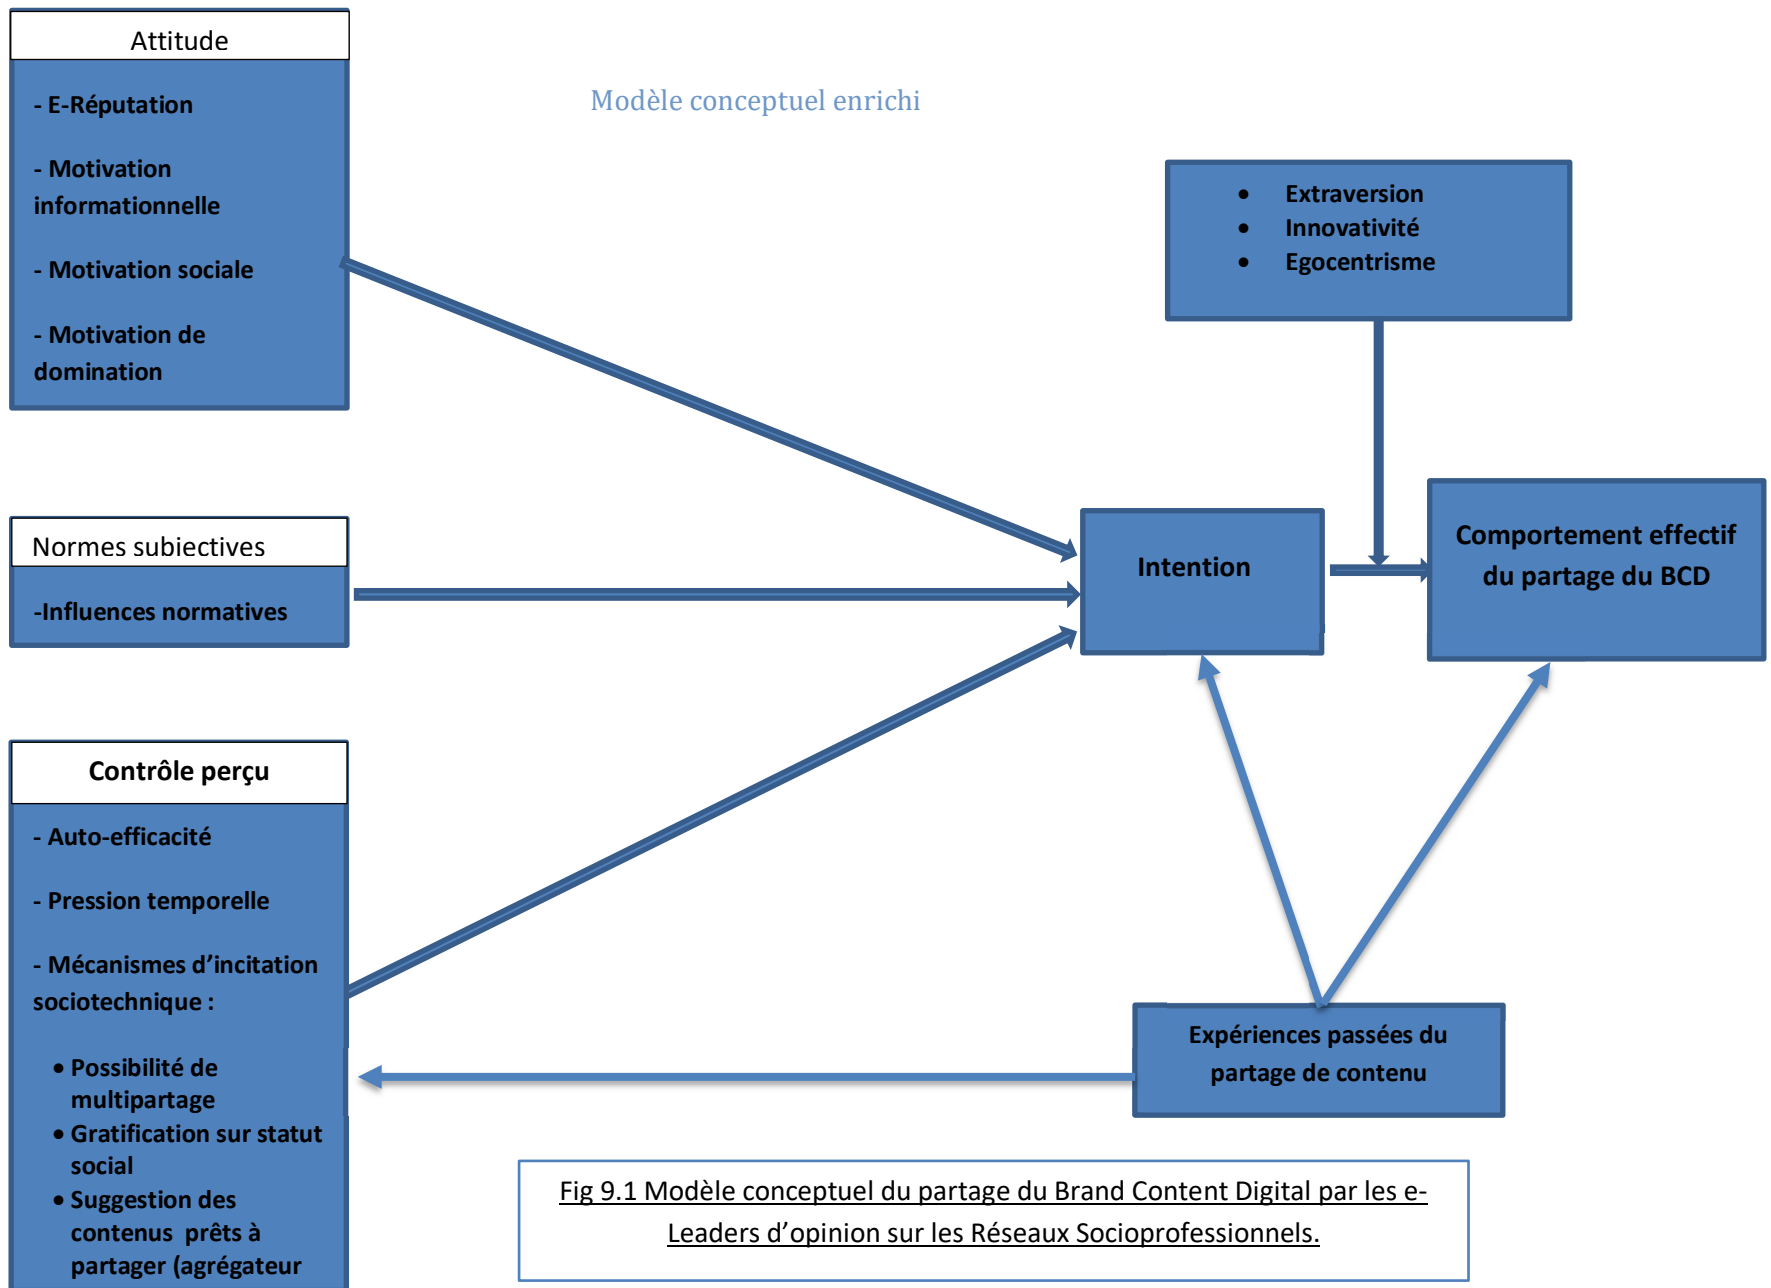 Attitude
- E-Réputation
- Motivation
informationnelle
- Motivation sociale
- Motivation de
domination
Modèle conceptuel enrichi
• Extraversion
• Innovativité
• Egocentrisme
Normes subiectives
-Influences normatives
Intention
Comportement effectif
du partage du BCD
Contrôle perçu
- Auto-efficacité
- Pression temporelle
- Mécanismes d’incitation
sociotechnique :
• Possibilité de
multipartage
• Gratification sur statut
social
• Suggestion des
contenus prêts à
partager (agrégateur
Expériences passées du
partage de contenu
Fig 9.1 Modèle conceptuel du partage du Brand Content Digital par les e-
Leaders d’opinion sur les Réseaux Socioprofessionnels.